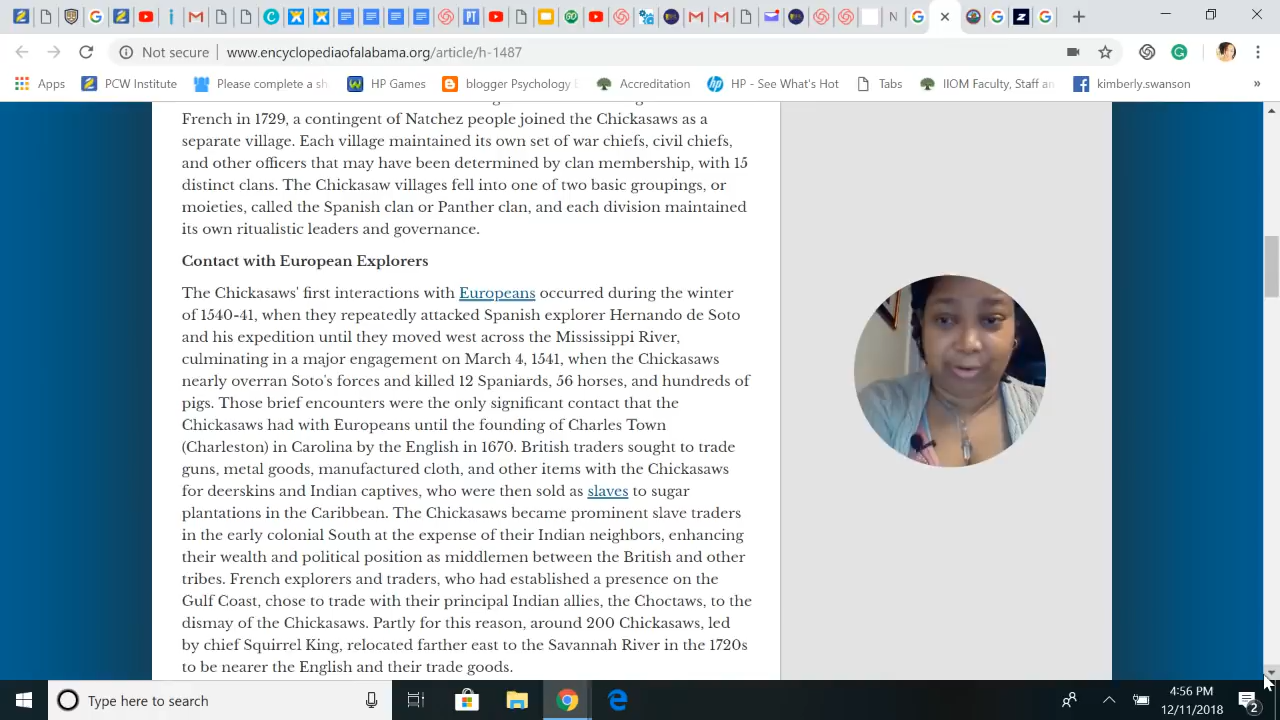 Not secure
www.encyclopediaofalabama.org/article/h-1487
Apps
PCW Institute
Please complete a sh
HP Games
blogger Psychology
Accreditation
HP - See What's Hot
Tabs
IIOM Faculty, Staff an
kimberly.swanson
»
French in 1729, a contingent of Natchez people joined the Chickasaws as a
separate village. Each village maintained its own set of war chiefs, civil chiefs,
and other officers that may have been determined by clan membership, with 15
distinct clans. The Chickasaw villages fell into one of two basic groupings, or
moieties, called the Spanish clan or Panther clan, and each division maintained
its own ritualistic leaders and governance.
Contact with European Explorers
The Chickasaws' first interactions with Europeans occurred during the winter
of 1540-41, when they repeatedly attacked Spanish explorer Hernando de Soto
and his expedition until they moved west across the Mississippi River,
culminating in a major engagement on March 4, 1541, when the Chickasaws
nearly overran Soto's forces and killed 12 Spaniards, 56 horses, and hundreds of
pigs. Those brief encounters were the only significant contact that the
Chickasaws had with Europeans until the founding of Charles Town
(Charleston) in Carolina by the English in 1670. British traders sought to trade
guns, metal goods, manufactured cloth, and other items with the Chickasaws
for deerskins and Indian captives, who were then sold as slaves to sugar
plantations in the Caribbean. The Chickasaws became prominent slave traders
in the early colonial South at the expense of their Indian neighbors, enhancing
their wealth and political position as middlemen between the British and other
tribes. French explorers and traders, who had established a presence on the
Gulf Coast, chose to trade with their principal Indian allies, the Choctaws, to the
dismay of the Chickasaws. Partly for this reason, around 200 Chickasaws, led
by chief Squirrel King, relocated farther east to the Savannah River in the 1720s
to be nearer the English and their trade goods.
Type here to search
4:56 PM
12/11/2018
2